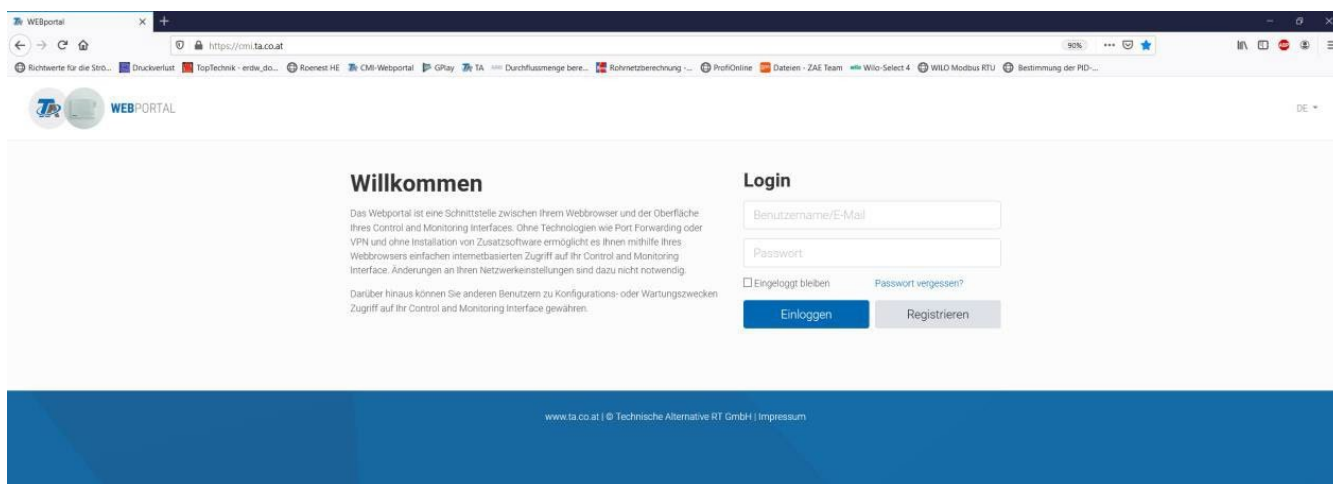 WEBportal
https://cmi.ta.co.at
90%
Richtwerte für die Strö... Druckverlust TopTechnik - erdw_do... Roenest HE CMI-Webportal GPlay TA Durchflussmenge bere... Rohrnetzberechnung -... ProfiOnline Dateien - ZAE Team Wilo-Select 4 WILO Modbus RTU Bestimmung der PID-...
WEBPORTAL
DE
Willkommen
Das Webportal ist eine Schnittstelle zwischen Ihrem Webbrowser und der Oberfläche
Ihres Control and Monitoring Interfaces. Ohne Technologien wie Port Forwarding oder
VPN und ohne Installation von Zusatzsoftware ermöglicht es Ihnen mithilfe Ihres
Webbrowsers einfachen internetbasierten Zugriff auf Ihr Control and Monitoring
Interface. Änderungen an Ihren Netzwerkeinstellungen sind dazu nicht notwendig.
Darüber hinaus können Sie anderen Benutzern zu Konfigurations- oder Wartungszwecken
Zugriff auf Ihr Control and Monitoring Interface gewähren.
Login
Benutzername/E-Mail
Passwort
Eingeloggt bleiben Passwort vergessen?
Einloggen Registrieren
www.ta.co.at | © Technische Alternative RT GmbH | Impressum